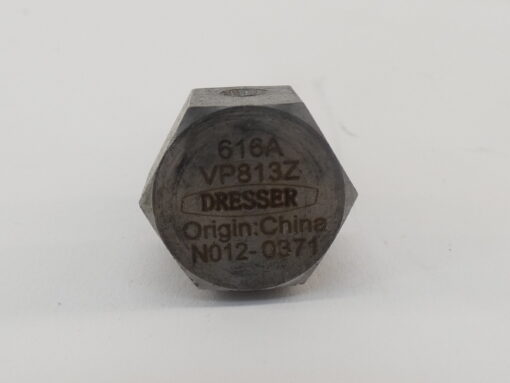 616A
VP813Z
DRESSER
Origin:China
N012-0371